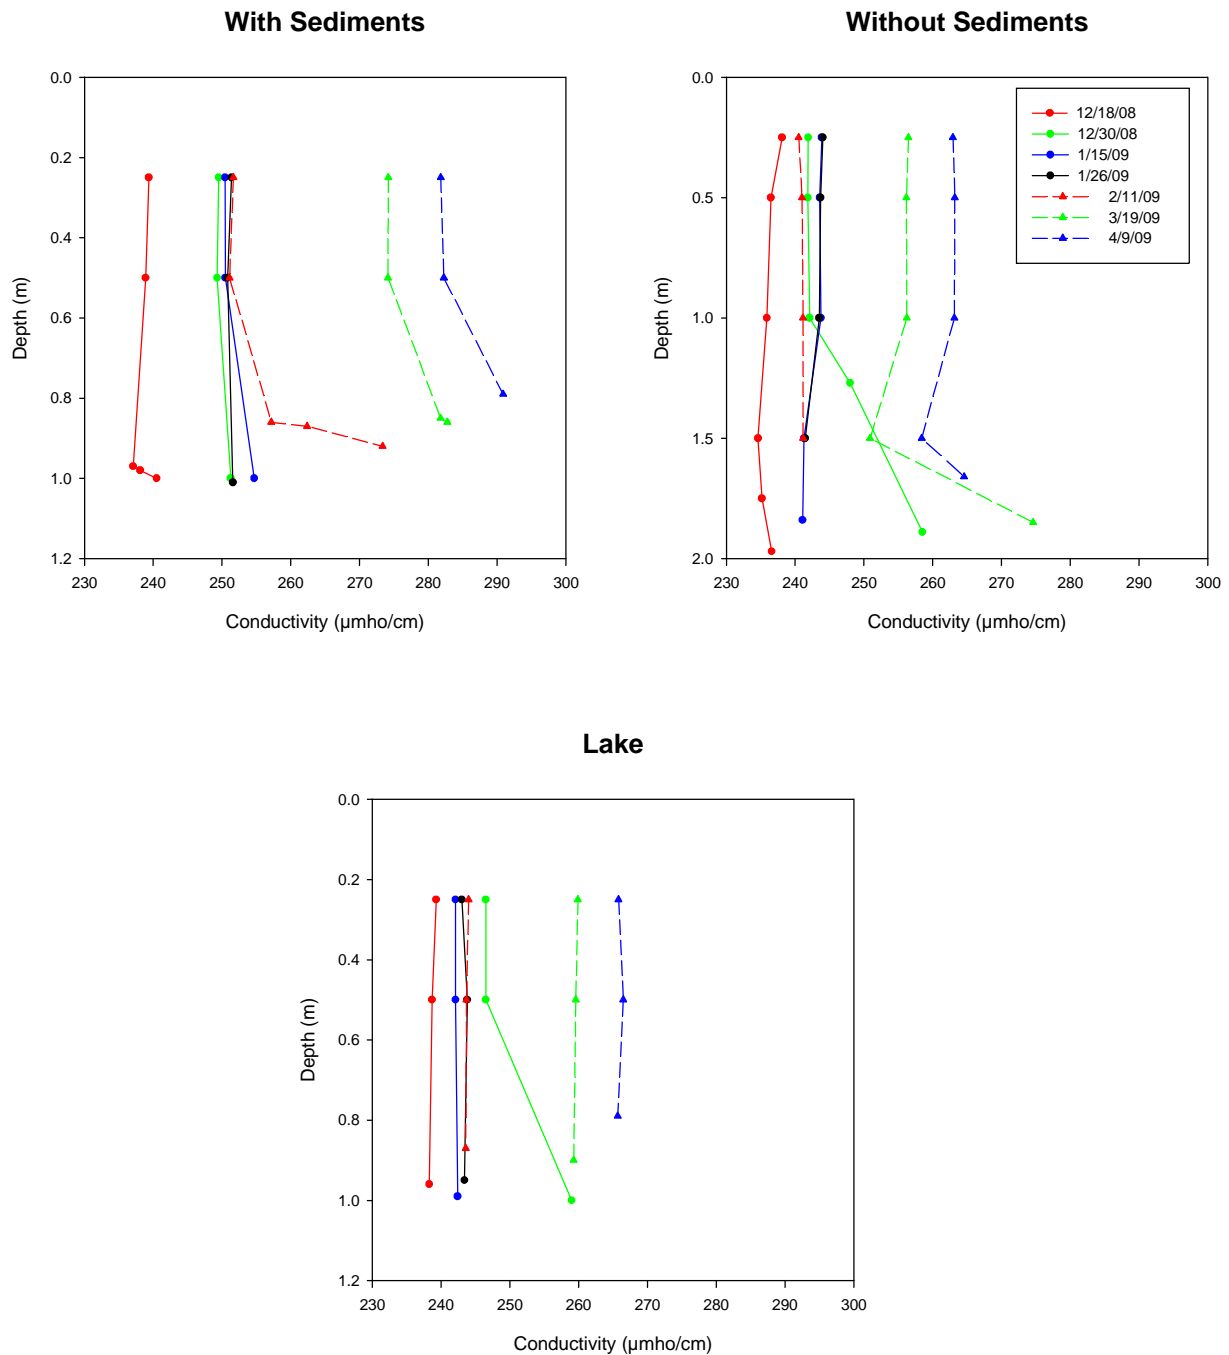 With Sediments
0.0
0.2
0.4
0.6
0.8
1.0
1.2
Depth (m)
230 240 250 260 270 280 290 300
Conductivity (μmho/cm)
Without Sediments
0.0
0.5
1.0
1.5
2.0
Depth (m)
12/18/08
12/30/08
1/15/09
1/26/09
2/11/09
3/19/09
4/9/09
230 240 250 260 270 280 290 300
Conductivity (μmho/cm)
Lake
0.0
0.2
0.4
0.6
0.8
1.0
1.2
Depth (m)
230 240 250 260 270 280 290 300
Conductivity (μmho/cm)